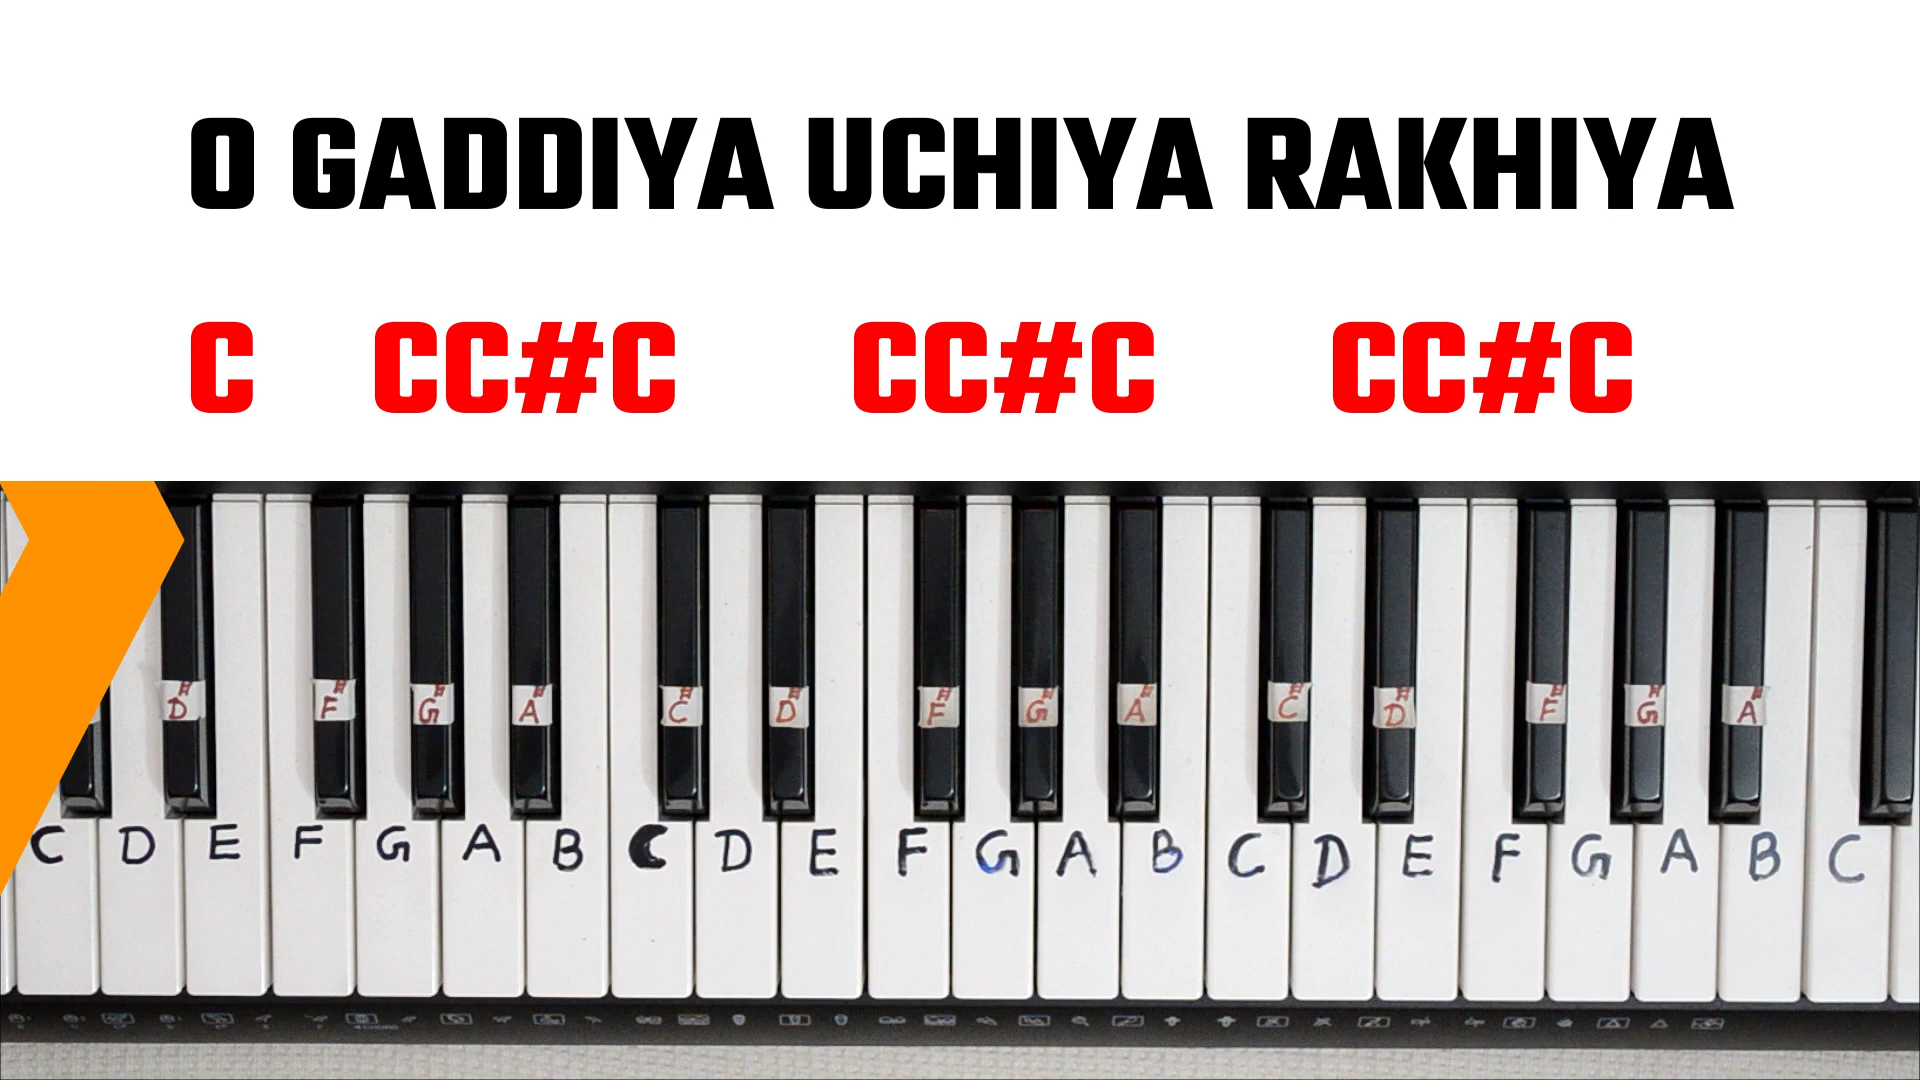 O GADDIYA UCHIYA RAKHIYA
C CC#C CC#C CC#C
D# F# G# A# C# D# F# G# A# C# D# F# G# A#
C D E F G A B C D E F G A B C D E F G A B C